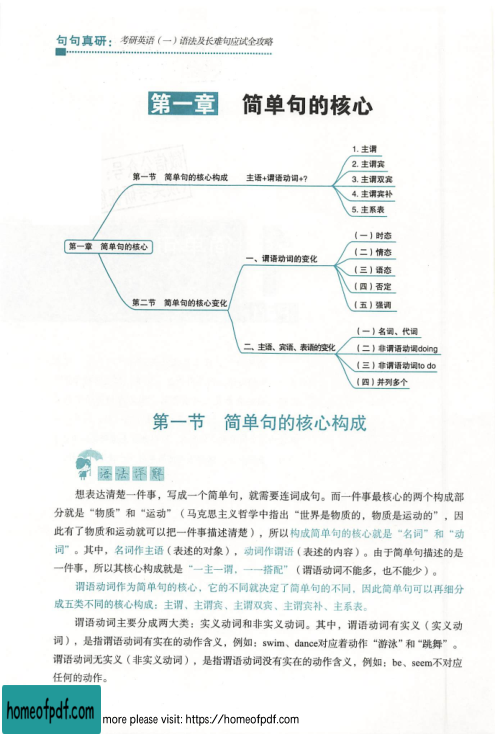 句句真研：考研英语（一）语法及长难句应试全攻略
第一章 简单句的核心
第一章 简单句的核心
第一节 简单句的核心构成 主语+谓语动词+?
1. 主谓
2. 主谓宾
3. 主谓双宾
4. 主谓宾补
5. 主系表
第二节 简单句的核心变化
一、谓语动词的变化
（一）时态
（二）情态
（三）语态
（四）否定
（五）强调
二、主语、宾语、表语的变化
（一）名词、代词
（二）非谓语动词doing
（三）非谓语动词to do
（四）并列多个
第一节 简单句的核心构成
语法详解
想表达清楚一件事，写成一个简单句，就需要连词成句。而一件事最核心的两个构成部
分就是“物质”和“运动”（马克思主义哲学中指出“世界是物质的，物质是运动的”，因
此有了物质和运动就可以把一件事描述清楚），所以构成简单句的核心就是“名词”和“动
词”。其中，名词作主语（表述的对象），动词作谓语（表述的内容）。由于简单句描述的是
一件事，所以其核心构成就是“一主一谓，一一搭配”（谓语动词不能多，也不能少）。
谓语动词作为简单句的核心，它的不同就决定了简单句的不同，因此简单句可以再细分
成五类不同的核心构成：主谓、主谓宾、主谓双宾、主谓宾补、主系表。
谓语动词主要分成两大类：实义动词和非实义动词。其中，谓语动词有实义（实义动
词），是指谓语动词有实在的动作含义，例如：swim、dance对应着动作“游泳”和“跳舞”。
谓语动词无实义（非实义动词），是指谓语动词没有实在的动作含义，例如：be、seem不对应
任何的动作。
homeofpdf.com
more please visit: https://homeofpdf.com